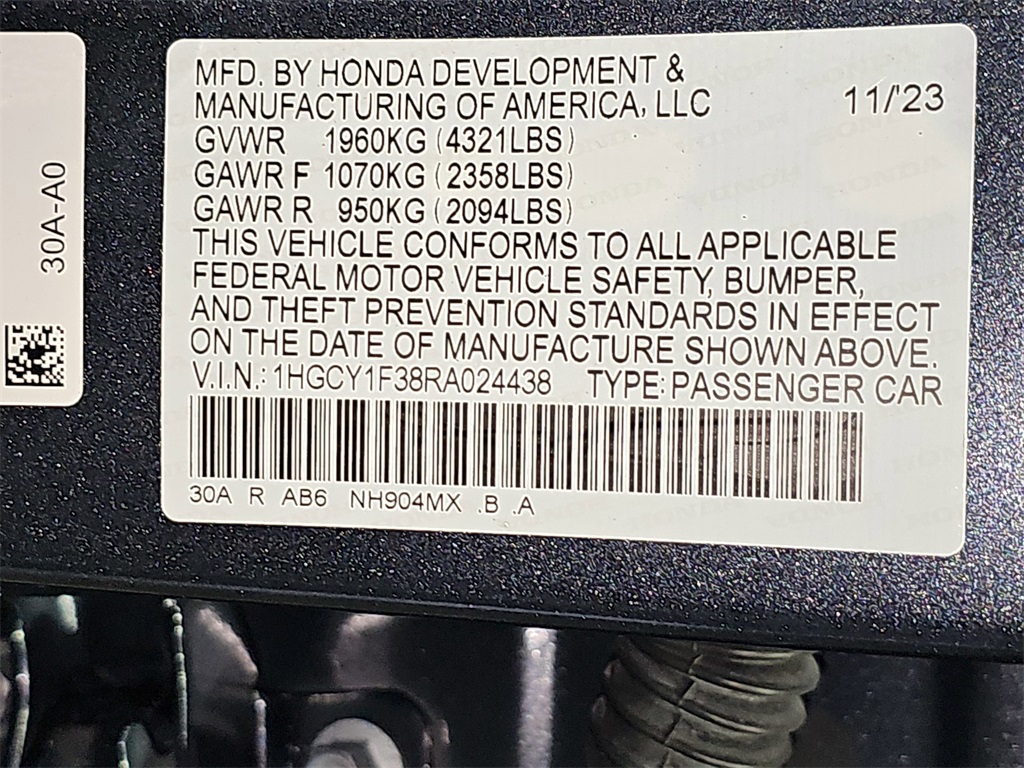 30A-A0
MFD. BY HONDA DEVELOPMENT &
MANUFACTURING OF AMERICA, LLC 11/'23
GVWR 1960KG (4321LBS)
GAWR F 1070KG (2358LBS)
GAWR R 950KG (2094LBS)
THIS VEHICLE CONFORMS TO ALL APPLICABLE
FEDERAL MOTOR VEHICLE SAFETY, BUMPER,
AND THEFT PREVENTION STANDARDS IN EFFECT
ON THE DATE OF MANUFACTURE SHOWN ABOVE.
V.I.N.: 1HGCY1F38RA024438 TYPE: PASSENGER CAR
30A R AB6 NH904MX .B .A